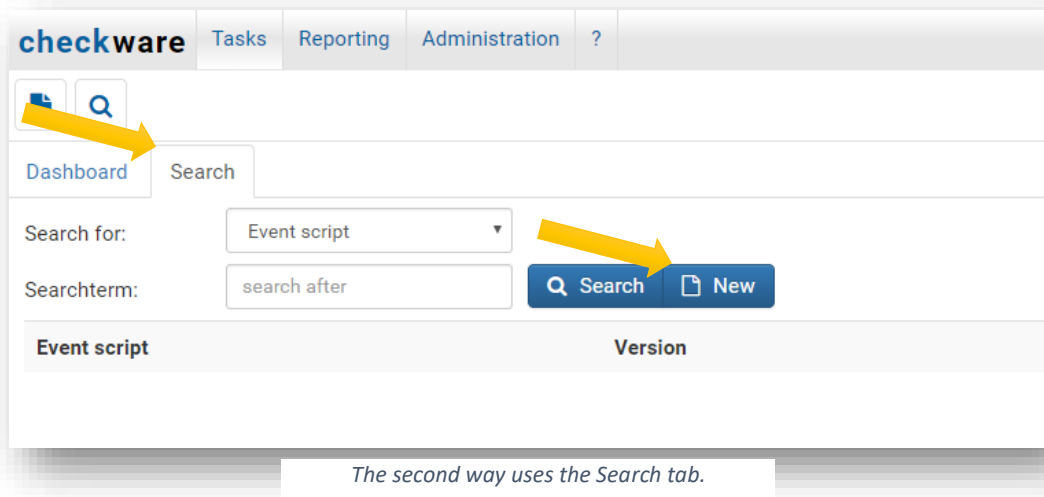 checkware Tasks Reporting Administration ?
Dashboard Search
Search for: Event script
Searchterm: search after Search New
Event script Version
The second way uses the Search tab.